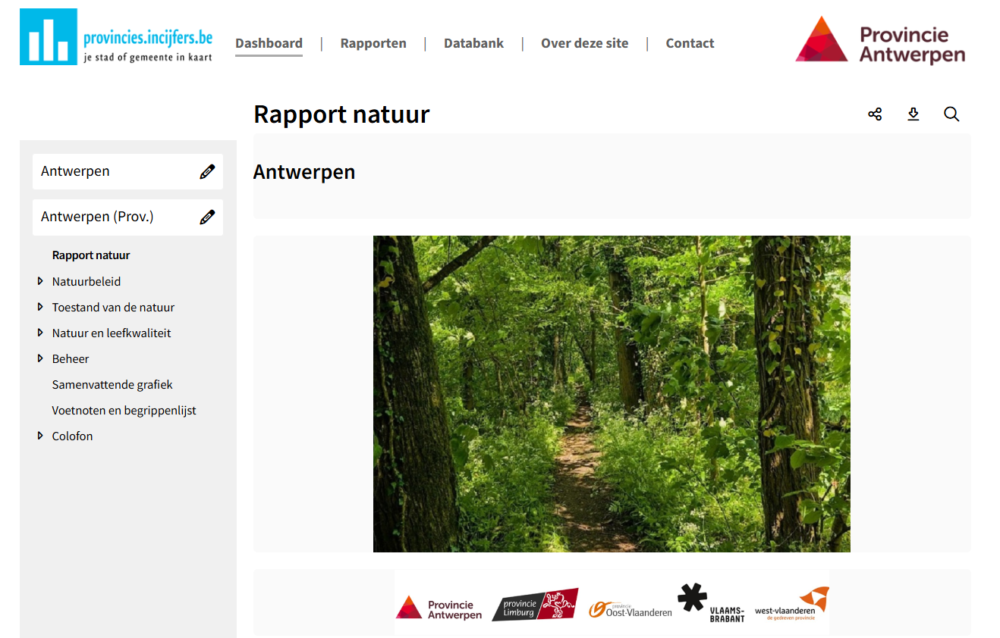 provincies.incijfers.be
je stad of gemeente in kaart
Dashboard | Rapporten | Databank | Over deze site | Contact
Provincie
Antwerpen
Rapport natuur
Antwerpen
Antwerpen (Prov.)
Rapport natuur
Natuurbeleid
Toestand van de natuur
Natuur en leefkwaliteit
Beheer
Samenvattende grafiek
Voetnoten en begrippenlijst
Colofon
Antwerpen
Provincie
Antwerpen
provincie
Limburg
provincie
Oost-Vlaanderen
VLAAMS-
BRABANT
west-vlaanderen
de gedreven provincie